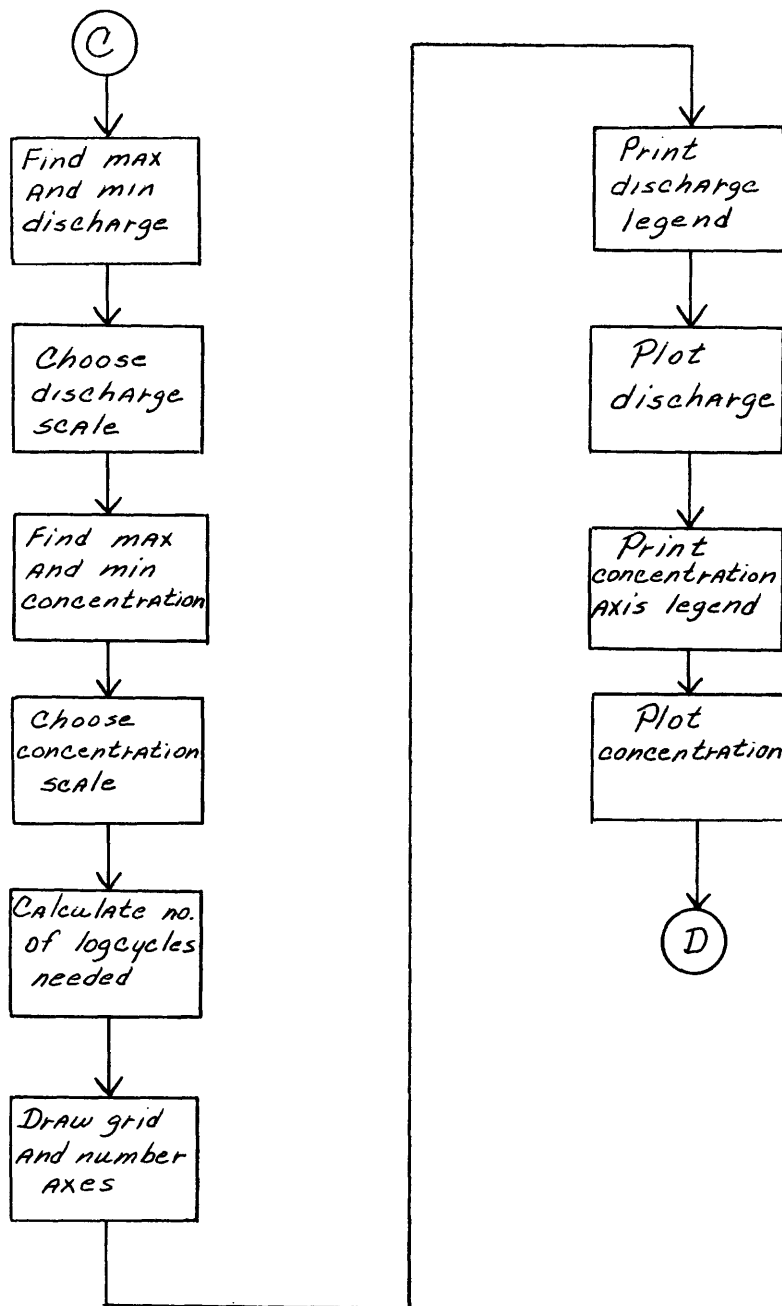 C
Find max
and min
discharge
Choose
discharge
scale
Find max
and min
concentration
Choose
concentration
scale
Calculate no.
of logcycles
needed
Draw grid
and number
axes
Print
discharge
legend
Plot
discharge
Print
concentration
axis legend
Plot
concentration
D